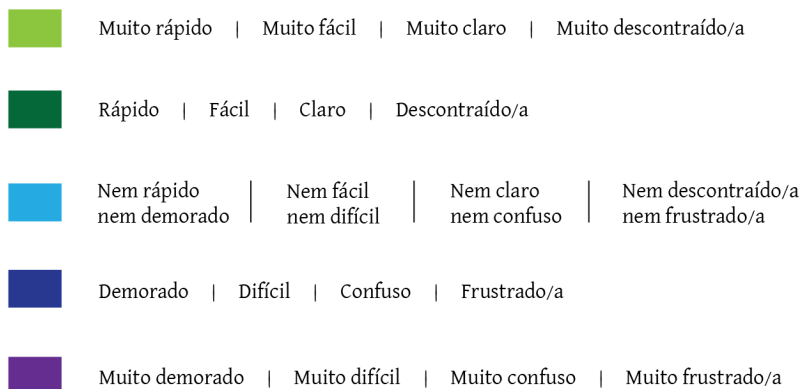 Muito rápido | Muito fácil | Muito claro | Muito descontraído/a
Rápido | Fácil | Claro | Descontraído/a
Nem rápido | Nem fácil | Nem claro | Nem descontraído/a
nem demorado | nem difícil | nem confuso | nem frustrado/a
Demorado | Difícil | Confuso | Frustrado/a
Muito demorado | Muito difícil | Muito confuso | Muito frustrado/a